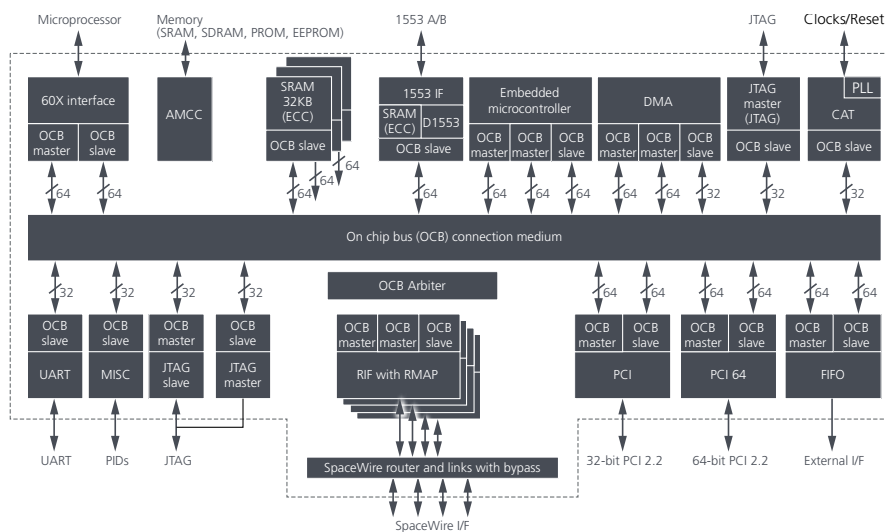 Microprocessor
Memory
(SRAM, SDRAM, PROM, EEPROM)
1553 A/B
JTAG
Clocks/Reset
60X interface
OCB master
OCB slave
AMCC
SRAM
32KB
(ECC)
OCB slave
1553 IF
SRAM
(ECC)
D1553
OCB slave
Embedded
microcontroller
OCB master
OCB master
OCB slave
DMA
OCB master
OCB master
OCB slave
JTAG
master
(JTAG)
OCB slave
PLL
CAT
OCB slave
64
64
64
64
64
64
64
64
64
64
64
32
32
32
On chip bus (OCB) connection medium
32
32
32
32
64
64
64
64
64
64
OCB Arbiter
OCB slave
UART
OCB slave
MISC
OCB master
JTAG
slave
OCB slave
JTAG
master
OCB master
OCB master
OCB slave
RIF with RMAP
OCB master
OCB slave
PCI
OCB master
OCB slave
PCI 64
OCB master
OCB slave
FIFO
UART
PIDs
JTAG
SpaceWire router and links with bypass
32-bit PCI 2.2
64-bit PCI 2.2
External I/F
SpaceWire I/F